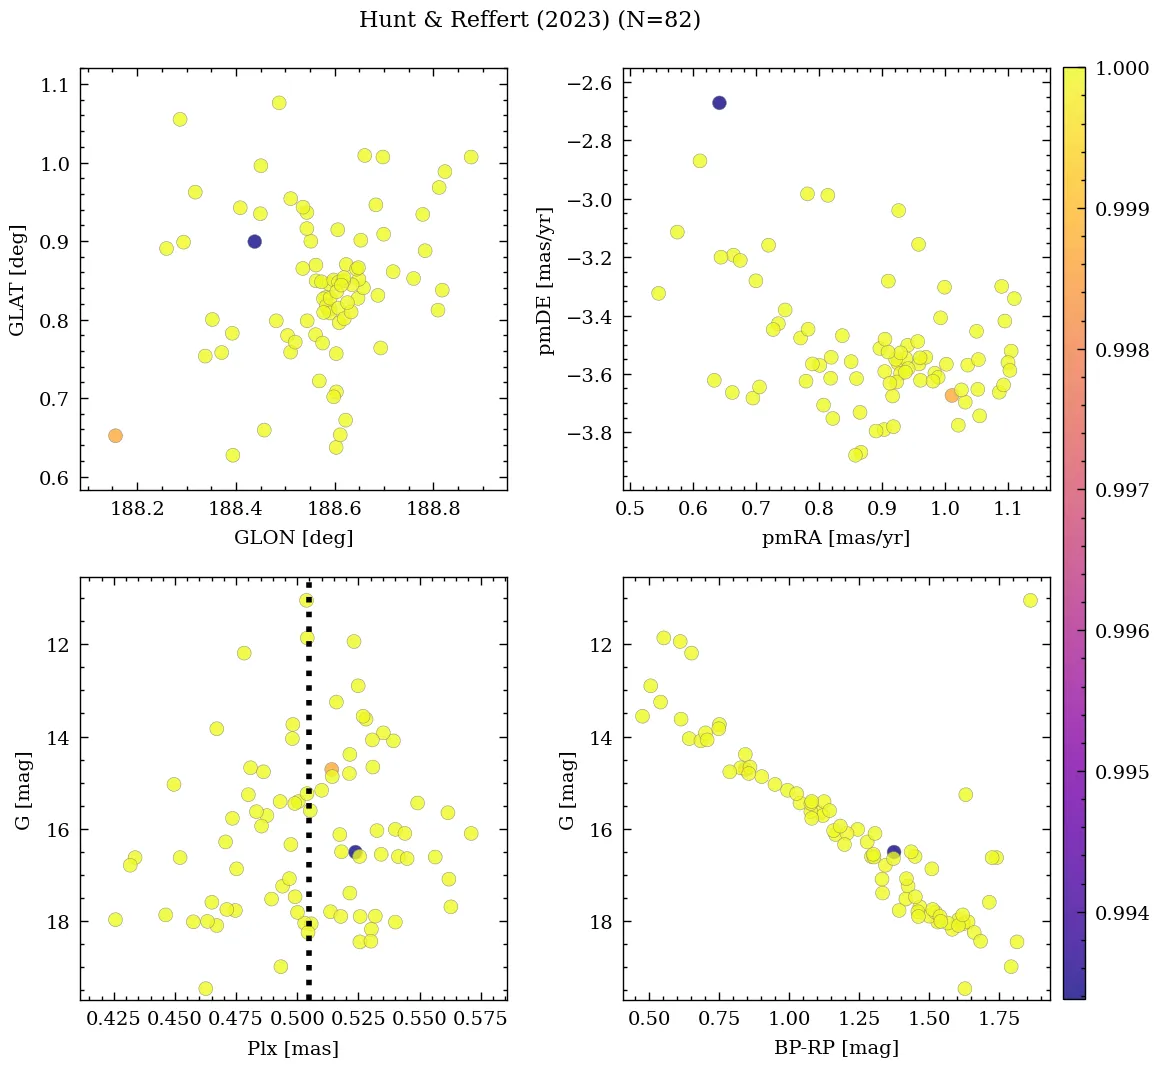 Hunt & Reffert (2023) (N=82)
1.1
1.0
0.9
0.8
0.7
0.6
GLAT [deg]
188.2 188.4 188.6 188.8
GLON [deg]
−2.6
−2.8
−3.0
−3.2
−3.4
−3.6
−3.8
pmDE [mas/yr]
0.5 0.6 0.7 0.8 0.9 1.0 1.1
pmRA [mas/yr]
12
14
16
18
G [mag]
0.425 0.450 0.475 0.500 0.525 0.550 0.575
Plx [mas]
12
14
16
18
G [mag]
0.50 0.75 1.00 1.25 1.50 1.75
BP-RP [mag]
1.000
0.999
0.998
0.997
0.996
0.995
0.994